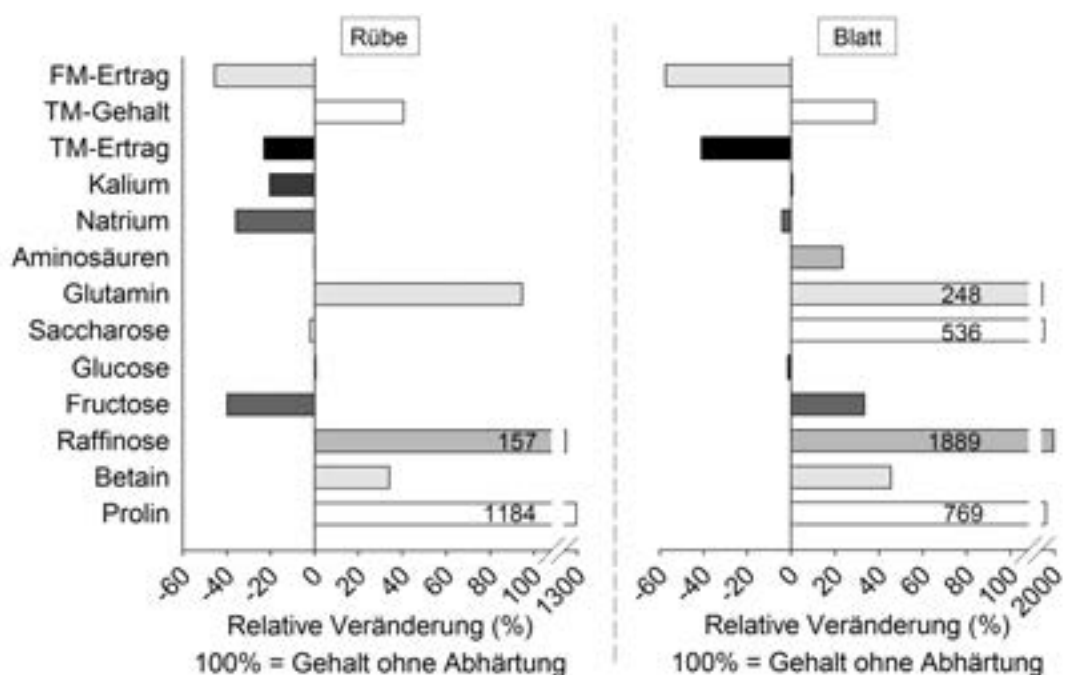 Rübe
Blatt
FM-Ertrag
TM-Gehalt
TM-Ertrag
Kalium
Natrium
Aminosäuren
Glutamin
248
Saccharose
536
Glucose
Fructose
Raffinose
157
1889
Betain
Prolin
1184
769
-60 -40 -20 0 20 40 60 80 100 1300
-60 -40 -20 0 20 40 60 80 100 2000
Relative Veränderung (%)
100% = Gehalt ohne Abhärtung
Relative Veränderung (%)
100% = Gehalt ohne Abhärtung